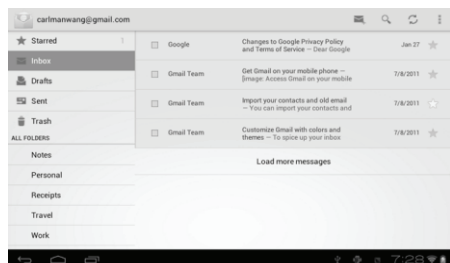 carlmanwang@gmail.com
Starred
Inbox
Drafts
Sent
Trash
ALL FOLDERS
Notes
Personal
Receipts
Travel
Work
Google
Changes to Google Privacy Policy
and Terms of Service — Dear Google
Jan 27
Gmail Team
Get Gmail on your mobile phone —
[image: Access Gmail on your mobile
7/8/2011
Gmail Team
Import your contacts and old email
— You can import your contacts and
7/8/2011
Gmail Team
Customize Gmail with colors and
themes — To spice up your inbox
7/8/2011
Load more messages
7:28